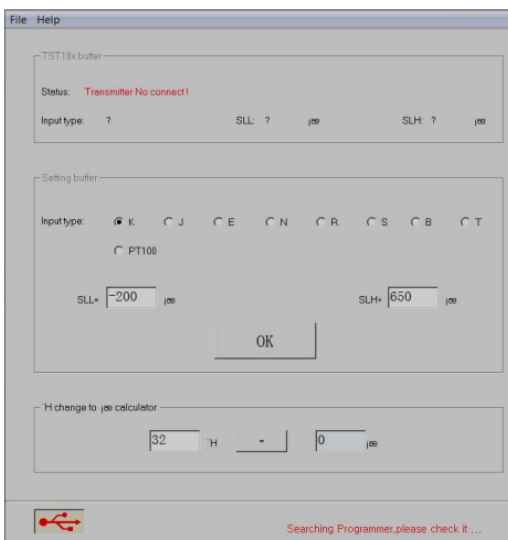 File Help
TST18x buffer
Status: Transmitter No connect!
Input type: ? SLL: ? ¡æ SLH: ? ¡æ
Setting buffer
Input type: K J E N R S B T
PT100
SLL= -200 ¡æ SLH= 650 ¡æ
OK
¨H change to ¡æ calculator
32 ¨H - 0 ¡æ
Searching Programmer,please check it ...